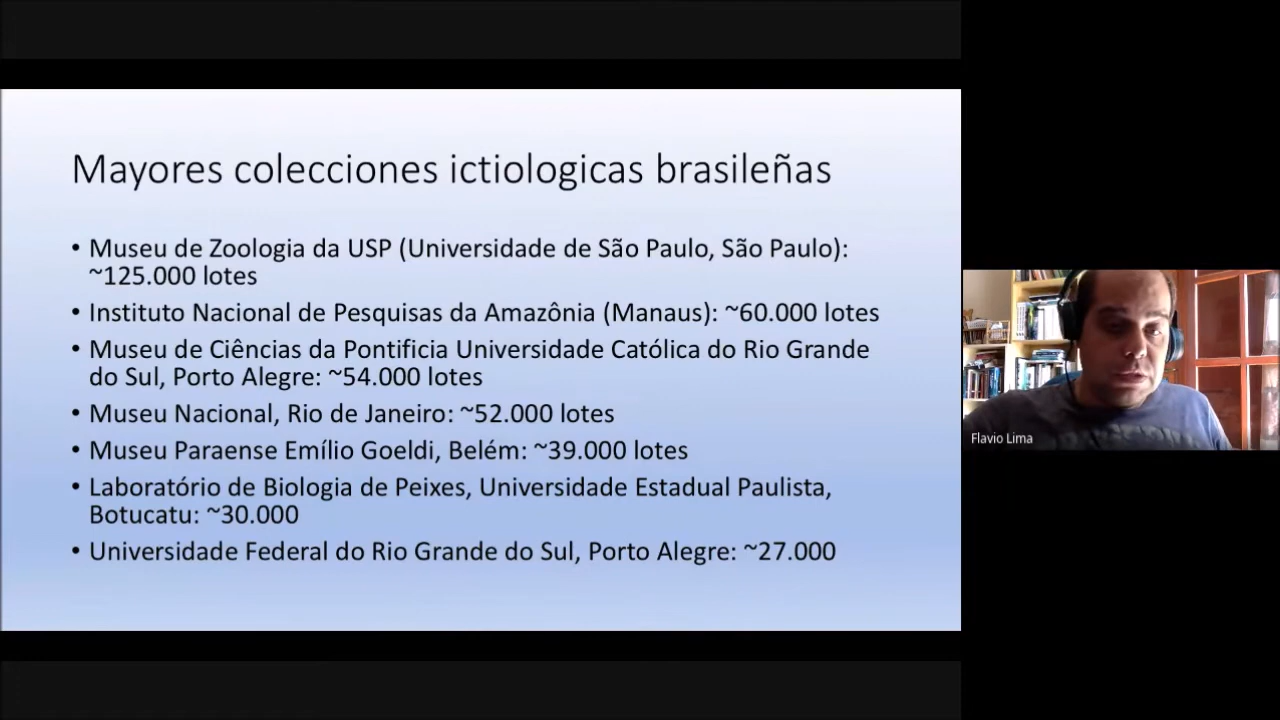 Mayores colecciones ictiologicas brasileñas
• Museu de Zoologia da USP (Universidade de São Paulo, São Paulo):
~125.000 lotes
• Instituto Nacional de Pesquisas da Amazônia (Manaus): ~60.000 lotes
• Museu de Ciências da Pontificia Universidade Católica do Rio Grande
do Sul, Porto Alegre: ~54.000 lotes
• Museu Nacional, Rio de Janeiro: ~52.000 lotes
• Museu Paraense Emílio Goeldi, Belém: ~39.000 lotes
• Laboratório de Biologia de Peixes, Universidade Estadual Paulista,
Botucatu: ~30.000
• Universidade Federal do Rio Grande do Sul, Porto Alegre: ~27.000
Flavio Lima